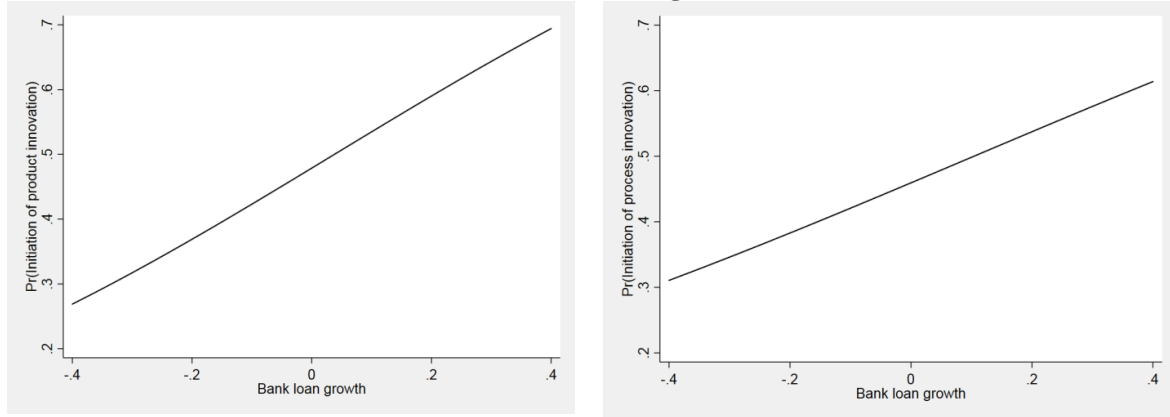 Pr(Initiation of product innovation)
.7
.6
.5
.4
.3
.2
-.4 -.2 0 .2 .4
Bank loan growth
Pr(Initiation of process innovation)
.7
.6
.5
.4
.3
.2
-.4 -.2 0 .2 .4
Bank loan growth